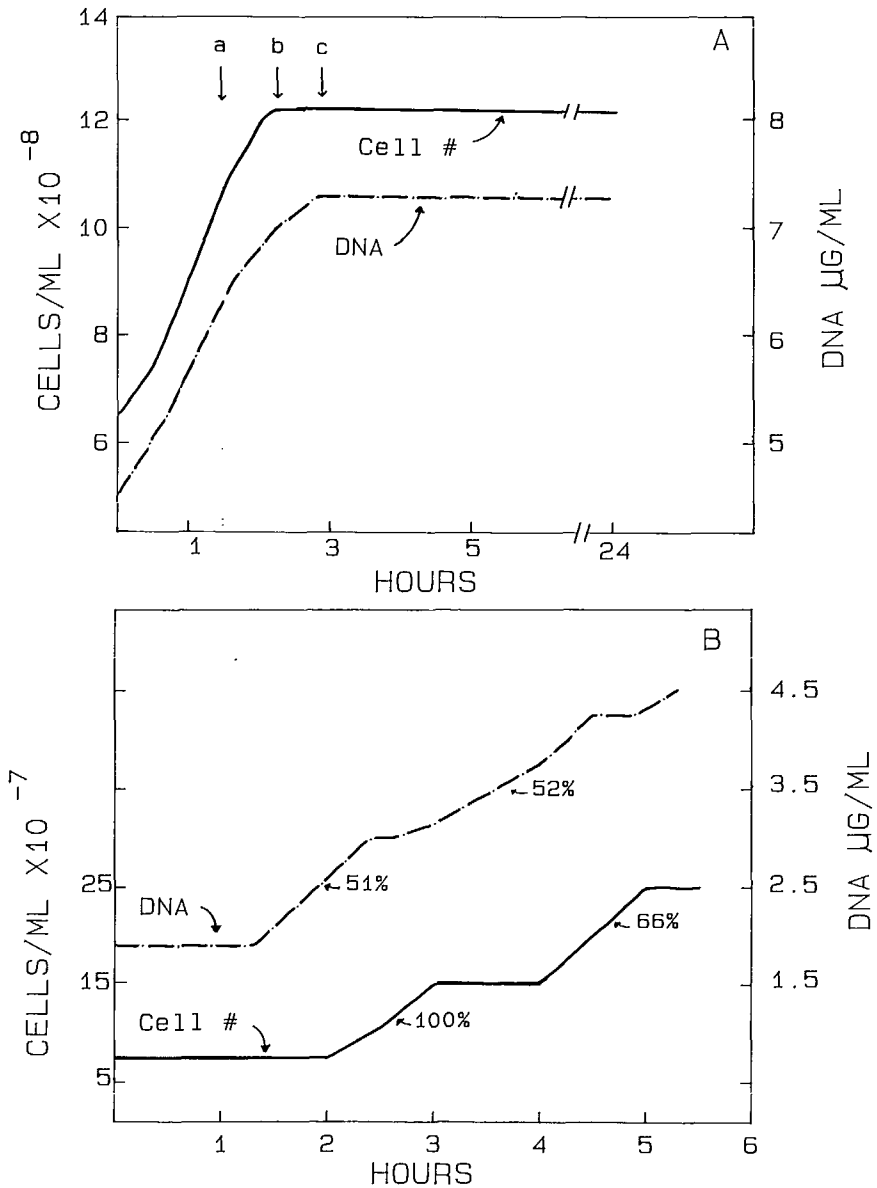 A
a b c
14
12
10
8
6
CELLS/ML X10 -8
8
7
6
5
DNA µG/ML
Cell #
DNA
1 3 5 24
HOURS
B
25
15
5
CELLS/ML X10 -7
4.5
3.5
2.5
1.5
DNA µG/ML
52%
51%
DNA
66%
Cell #
100%
1 2 3 4 5 6
HOURS